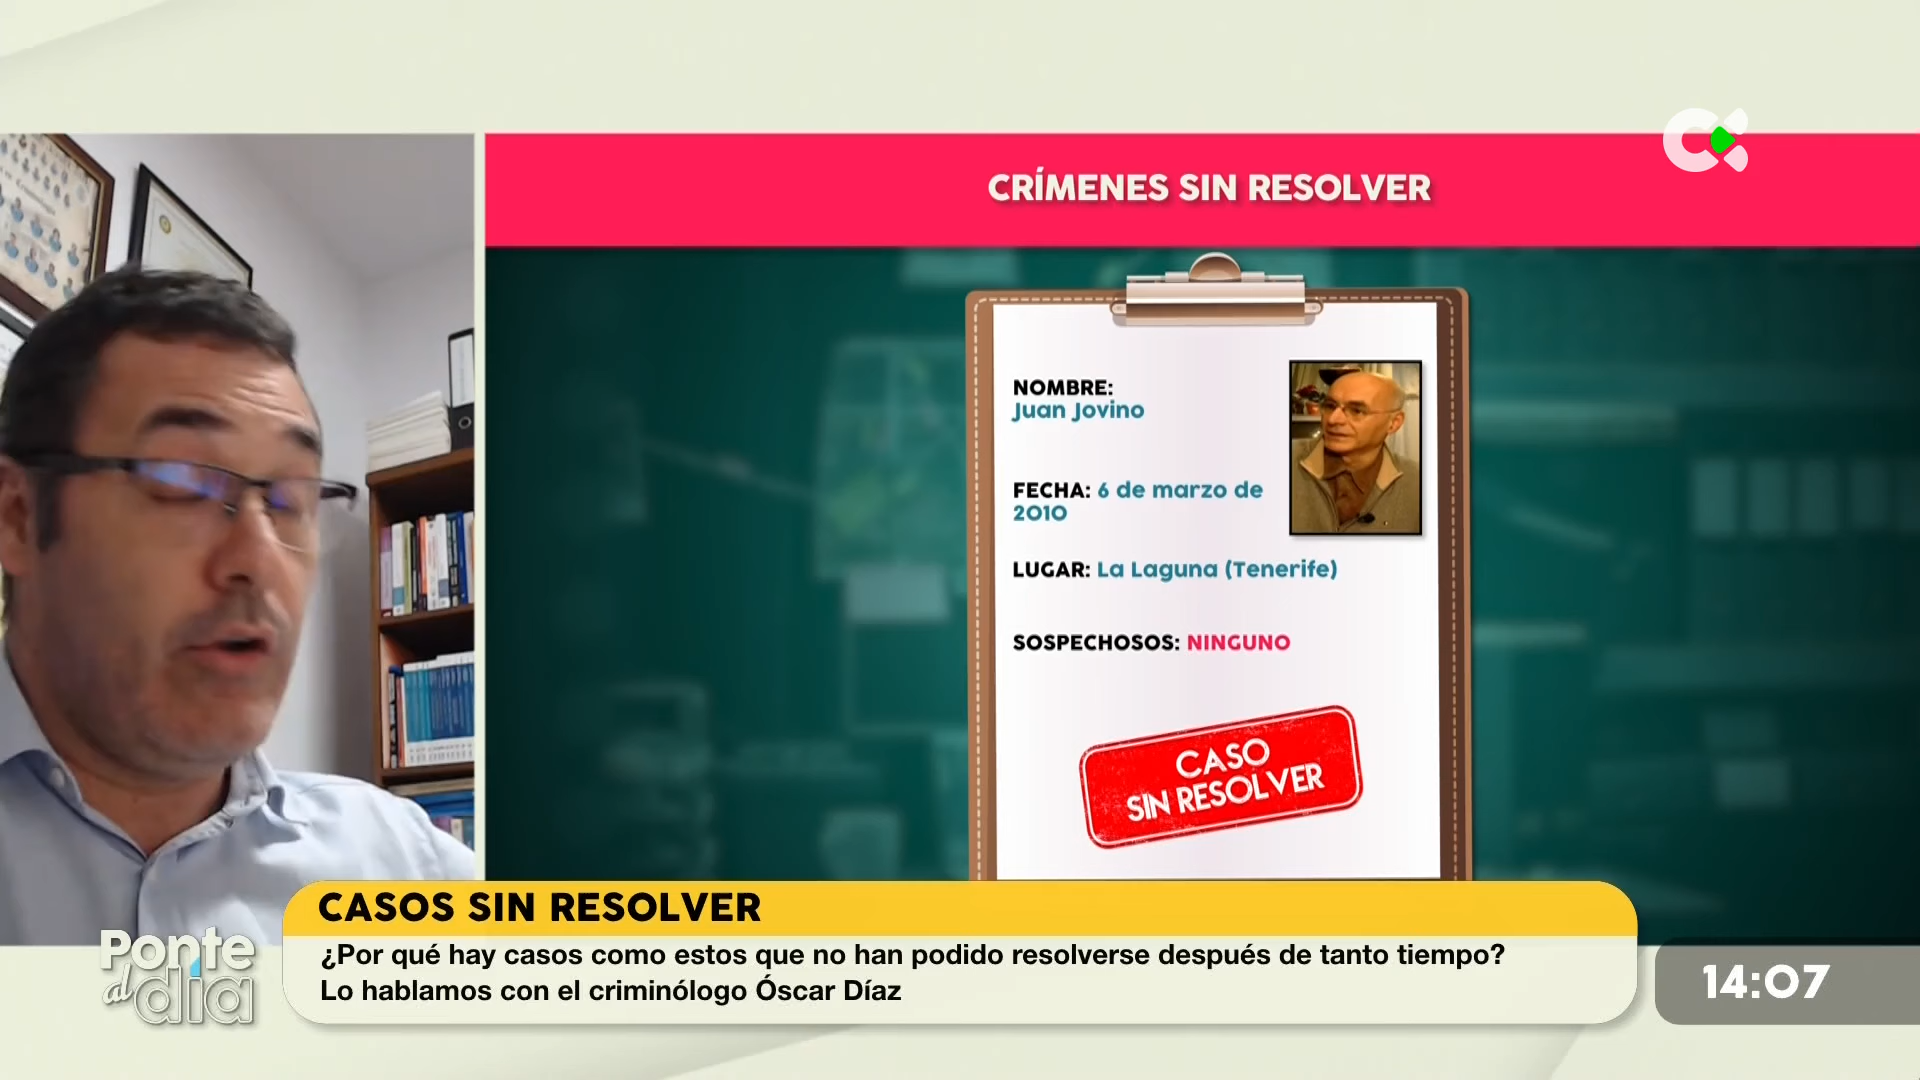 CRÍMENES SIN RESOLVER
NOMBRE:
Juan Jovino
FECHA: 6 de marzo de
2010
LUGAR: La Laguna (Tenerife)
SOSPECHOSOS: NINGUNO
CASO
SIN RESOLVER
CASOS SIN RESOLVER
¿Por qué hay casos como estos que no han podido resolverse después de tanto tiempo?
Lo hablamos con el criminólogo Óscar Díaz
Ponte
al día
14:07